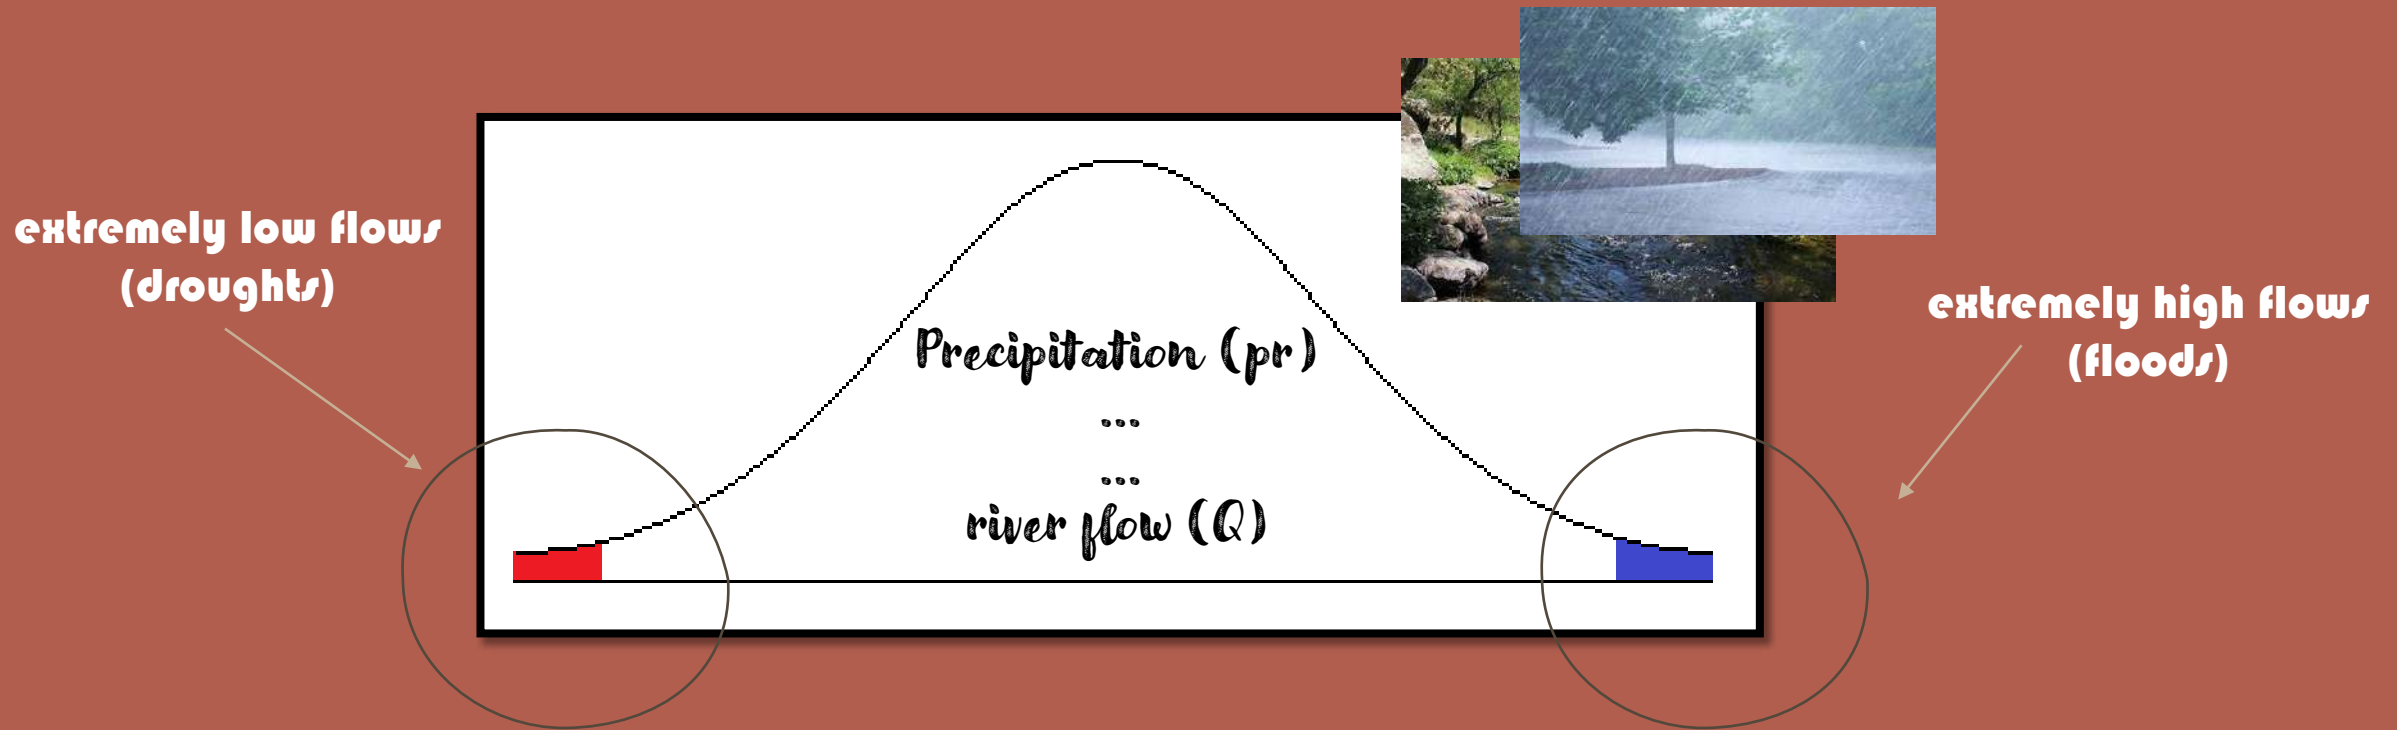 extremely low flows
(droughts)
Precipitation (pr)
...
...
river flow (Q)
extremely high flows
(floods)